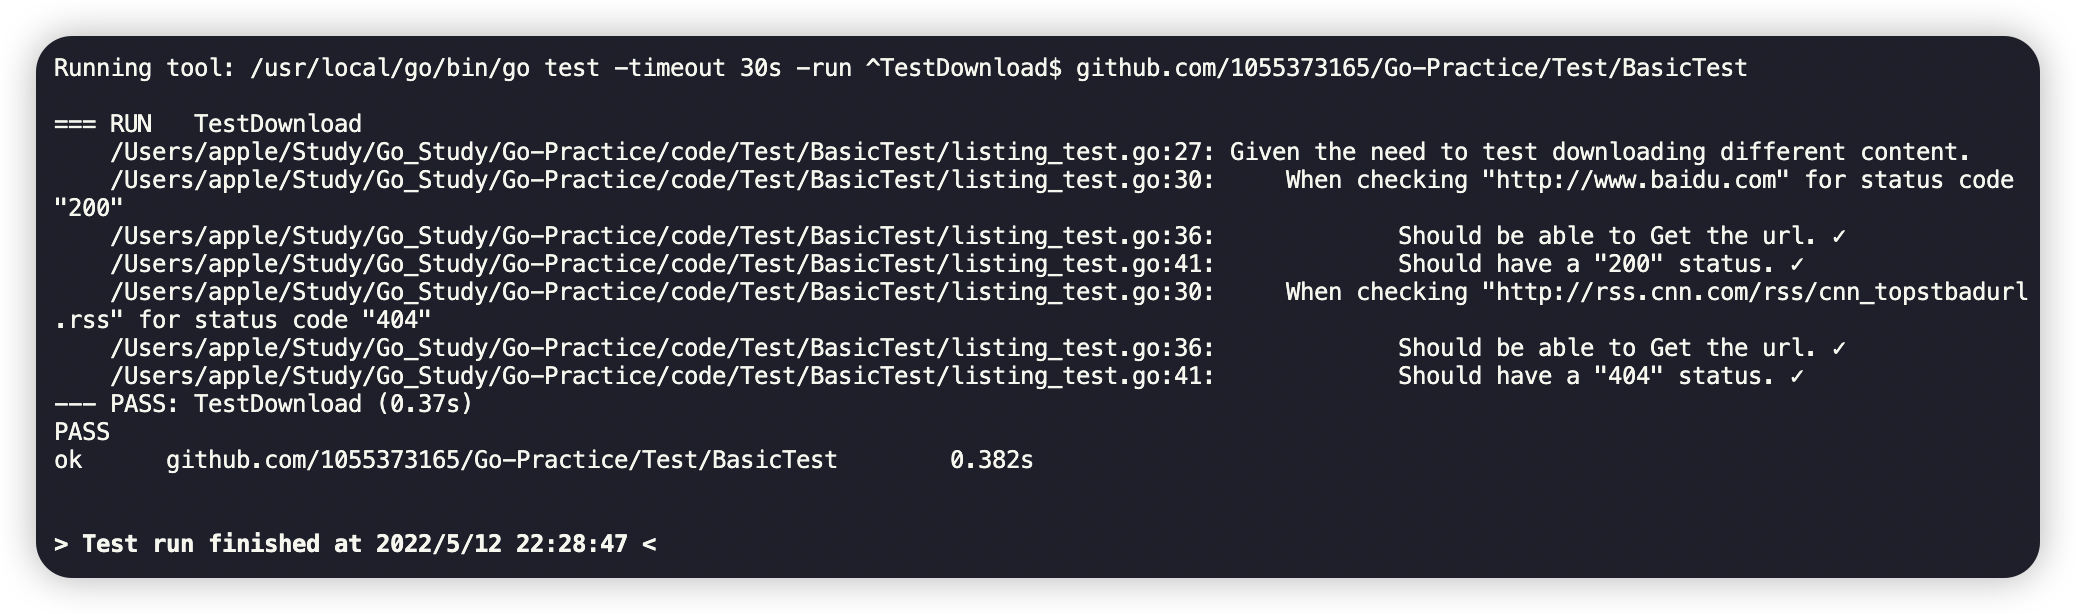 Running tool: /usr/local/go/bin/go test -timeout 30s -run ^TestDownload$ github.com/1055373165/Go-Practice/Test/BasicTest
=== RUN   TestDownload
    /Users/apple/Study/Go_Study/Go-Practice/code/Test/BasicTest/listing_test.go:27: Given the need to test downloading different content.
    /Users/apple/Study/Go_Study/Go-Practice/code/Test/BasicTest/listing_test.go:30:     When checking "http://www.baidu.com" for status code
"200"
    /Users/apple/Study/Go_Study/Go-Practice/code/Test/BasicTest/listing_test.go:36:             Should be able to Get the url. ✓
    /Users/apple/Study/Go_Study/Go-Practice/code/Test/BasicTest/listing_test.go:41:             Should have a "200" status. ✓
    /Users/apple/Study/Go_Study/Go-Practice/code/Test/BasicTest/listing_test.go:30:     When checking "http://rss.cnn.com/rss/cnn_topstbadurl
.rss" for status code "404"
    /Users/apple/Study/Go_Study/Go-Practice/code/Test/BasicTest/listing_test.go:36:             Should be able to Get the url. ✓
    /Users/apple/Study/Go_Study/Go-Practice/code/Test/BasicTest/listing_test.go:41:             Should have a "404" status. ✓
--- PASS: TestDownload (0.37s)
PASS
ok      github.com/1055373165/Go-Practice/Test/BasicTest        0.382s
> Test run finished at 2022/5/12 22:28:47 <